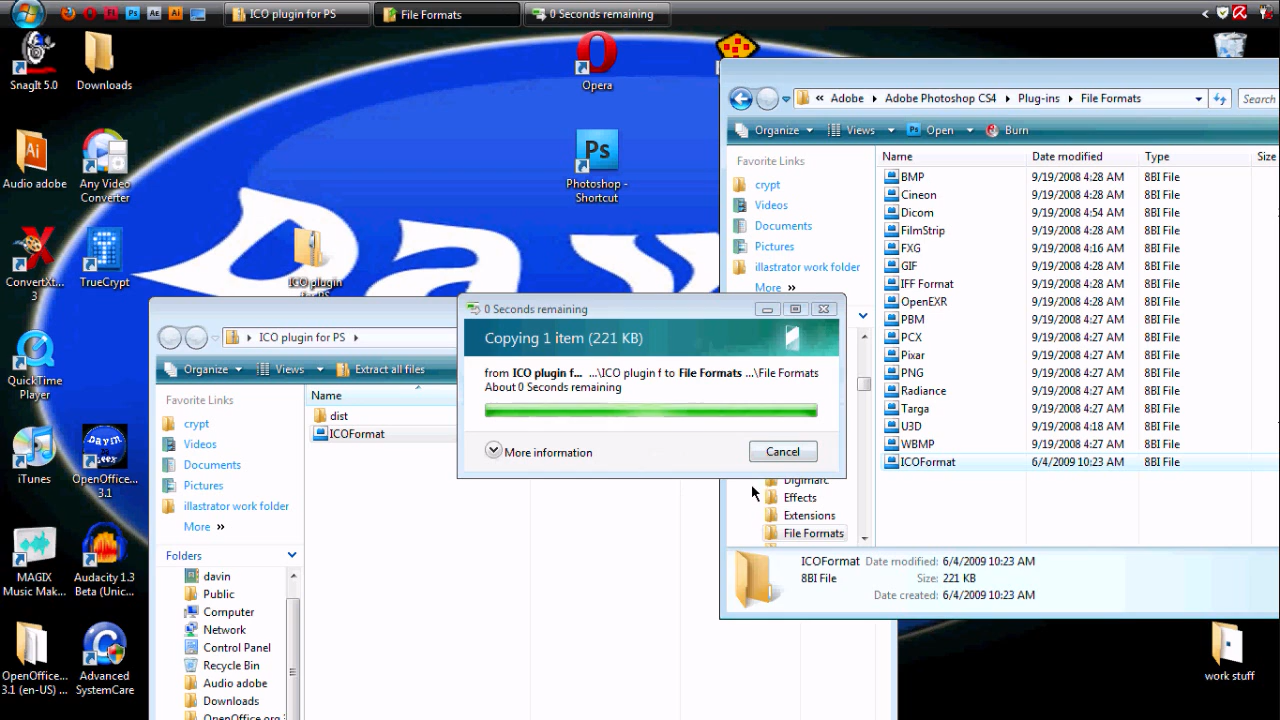 ICO plugin for PS
File Formats
0 Seconds remaining
SnagIt 5.0
Downloads
Audio adobe
Any Video
Converter
ConvertXt...
3
TrueCrypt
QuickTime
Player
iTunes
OpenOffice....
3.1
MAGIX
Music Mak...
Audacity 1.3
Beta (Unic...
OpenOffice...
3.1 (en-US) ...
Advanced
SystemCare
Opera
Photoshop -
Shortcut
ICO plugin
work stuff
« Adobe Adobe Photoshop CS4 Plug-ins File Formats
Search
Organize Views Open Burn
Favorite Links
crypt
Videos
Documents
Pictures
illastrator work folder
More »
Name Date modified Type Size
BMP 9/19/2008 4:28 AM 8BI File
Cineon 9/19/2008 4:28 AM 8BI File
Dicom 9/19/2008 4:54 AM 8BI File
FilmStrip 9/19/2008 4:28 AM 8BI File
FXG 9/19/2008 4:16 AM 8BI File
GIF 9/19/2008 4:28 AM 8BI File
IFF Format 9/19/2008 4:28 AM 8BI File
OpenEXR 9/19/2008 4:28 AM 8BI File
PBM 9/19/2008 4:28 AM 8BI File
PCX 9/19/2008 4:28 AM 8BI File
Pixar 9/19/2008 4:27 AM 8BI File
PNG 9/19/2008 4:27 AM 8BI File
Radiance 9/19/2008 4:27 AM 8BI File
Targa 9/19/2008 4:27 AM 8BI File
U3D 9/19/2008 4:18 AM 8BI File
WBMP 9/19/2008 4:27 AM 8BI File
ICOFormat 6/4/2009 10:23 AM 8BI File
Digimarc
Effects
Extensions
File Formats
ICOFormat Date modified: 6/4/2009 10:23 AM
8BI File Size: 221 KB
Date created: 6/4/2009 10:23 AM
0 Seconds remaining
Copying 1 item (221 KB)
from ICO plugin f... ...\ICO plugin f to File Formats ...\File Formats
About 0 Seconds remaining
More information
Cancel
ICO plugin for PS
Organize Views Extract all files
Favorite Links
crypt
Videos
Documents
Pictures
illastrator work folder
More »
Folders
davin
Public
Computer
Network
Control Panel
Recycle Bin
Audio adobe
Downloads
OpenOffice.org
Name
dist
ICOFormat